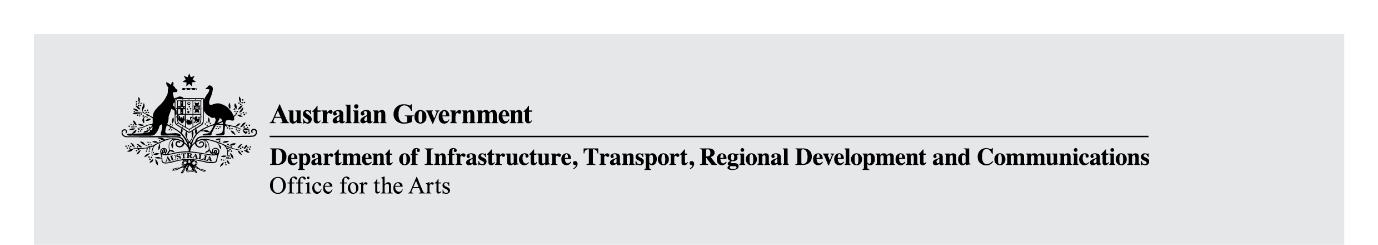 AUSTRALIA
Australian Government
Department of Infrastructure, Transport, Regional Development and Communications
Office for the Arts